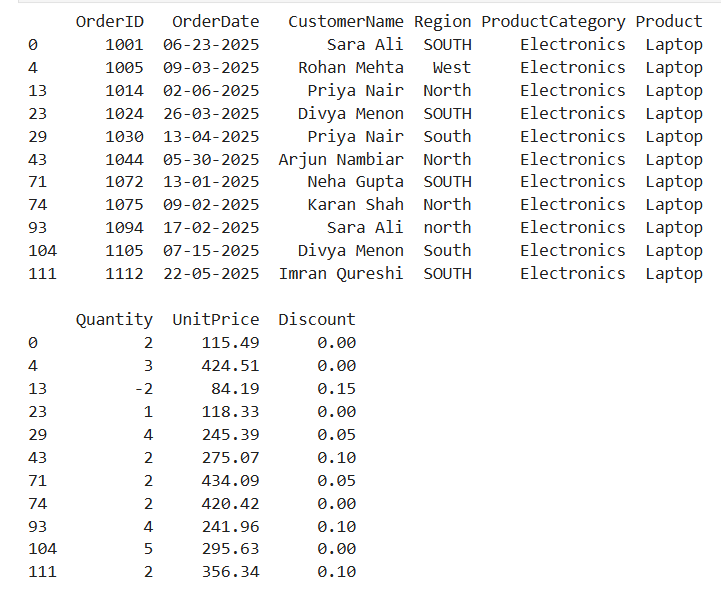 OrderID OrderDate CustomerName Region ProductCategory Product
0 1001 06-23-2025 Sara Ali SOUTH Electronics Laptop
4 1005 09-03-2025 Rohan Mehta West Electronics Laptop
13 1014 02-06-2025 Priya Nair North Electronics Laptop
23 1024 26-03-2025 Divya Menon SOUTH Electronics Laptop
29 1030 13-04-2025 Priya Nair South Electronics Laptop
43 1044 05-30-2025 Arjun Nambiar North Electronics Laptop
71 1072 13-01-2025 Neha Gupta SOUTH Electronics Laptop
74 1075 09-02-2025 Karan Shah North Electronics Laptop
93 1094 17-02-2025 Sara Ali north Electronics Laptop
104 1105 07-15-2025 Divya Menon South Electronics Laptop
111 1112 22-05-2025 Imran Qureshi SOUTH Electronics Laptop
Quantity UnitPrice Discount
0 2 115.49 0.00
4 3 424.51 0.00
13 -2 84.19 0.15
23 1 118.33 0.00
29 4 245.39 0.05
43 2 275.07 0.10
71 2 434.09 0.05
74 2 420.42 0.00
93 4 241.96 0.10
104 5 295.63 0.00
111 2 356.34 0.10